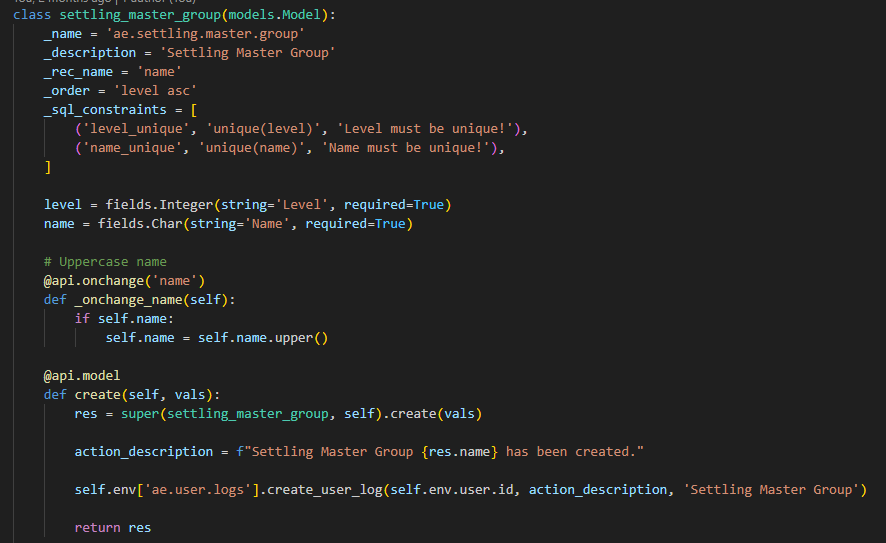 class settling_master_group(models.Model):
    _name = 'ae.settling.master.group'
    _description = 'Settling Master Group'
    _rec_name = 'name'
    _order = 'level asc'
    _sql_constraints = [
        ('level_unique', 'unique(level)', 'Level must be unique!'),
        ('name_unique', 'unique(name)', 'Name must be unique!'),
    ]
    level = fields.Integer(string='Level', required=True)
    name = fields.Char(string='Name', required=True)
    # Uppercase name
    @api.onchange('name')
    def _onchange_name(self):
        if self.name:
            self.name = self.name.upper()
    @api.model
    def create(self, vals):
        res = super(settling_master_group, self).create(vals)
        action_description = f"Settling Master Group {res.name} has been created."
        self.env['ae.user.logs'].create_user_log(self.env.user.id, action_description, 'Settling Master Group')
        return res